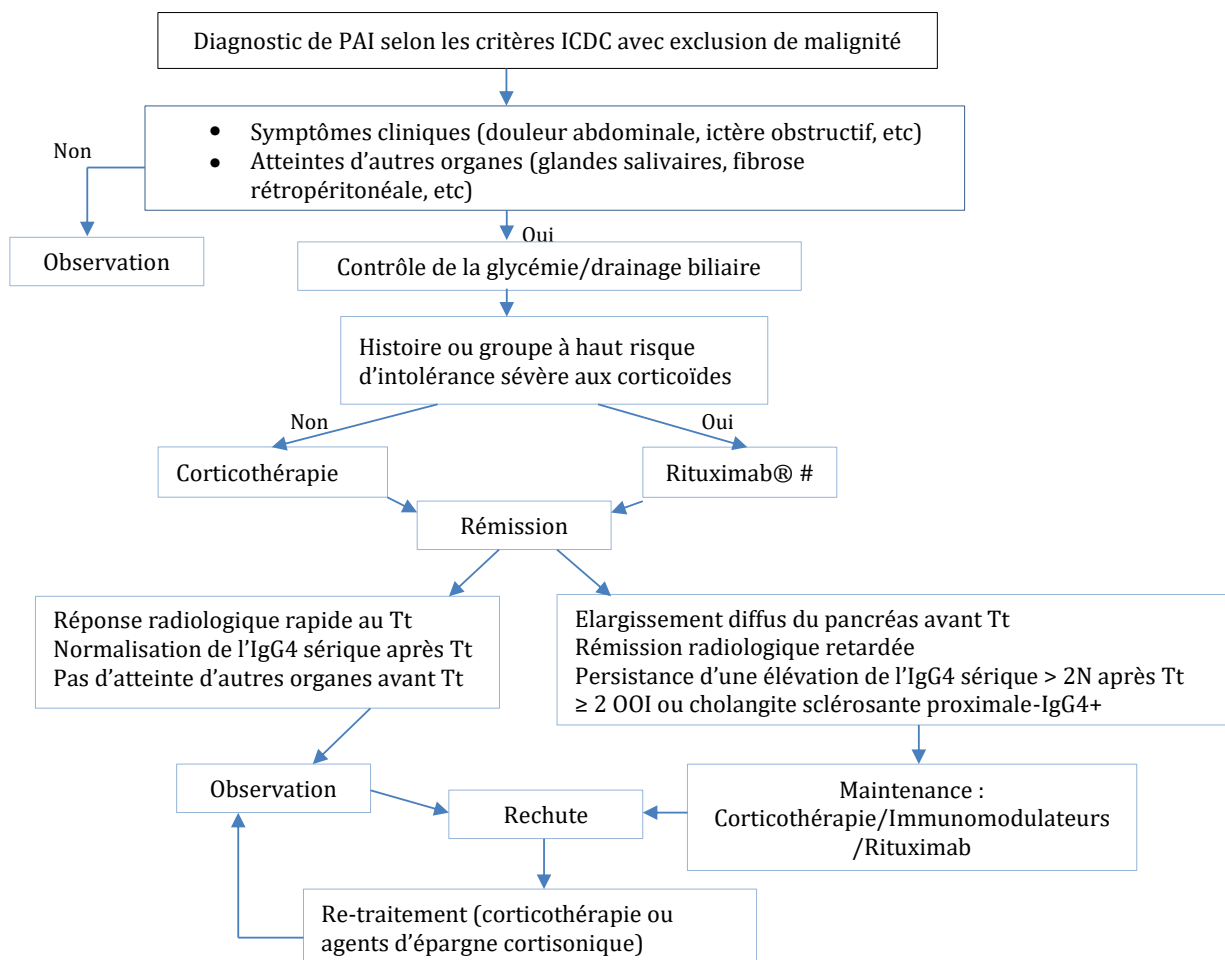 Diagnostic de PAI selon les critères ICDC avec exclusion de malignité
• Symptômes cliniques (douleur abdominale, ictère obstructif, etc)
• Atteintes d’autres organes (glandes salivaires, fibrose
rétropéritonéale, etc)
Non
Observation
Oui
Contrôle de la glycémie/drainage biliaire
Histoire ou groupe à haut risque
d’intolérance sévère aux corticoïdes
Non
Oui
Corticothérapie
Rituximab® #
Rémission
Réponse radiologique rapide au Tt
Normalisation de l’IgG4 sérique après Tt
Pas d’atteinte d’autres organes avant Tt
Elargissement diffus du pancréas avant Tt
Rémission radiologique retardée
Persistance d’une élévation de l’IgG4 sérique > 2N après Tt
≥ 2 OOI ou cholangite sclérosante proximale-IgG4+
Observation
Rechute
Maintenance :
Corticothérapie/Immunomodulateurs
/Rituximab
Re-traitement (corticothérapie ou
agents d’épargne cortisonique)